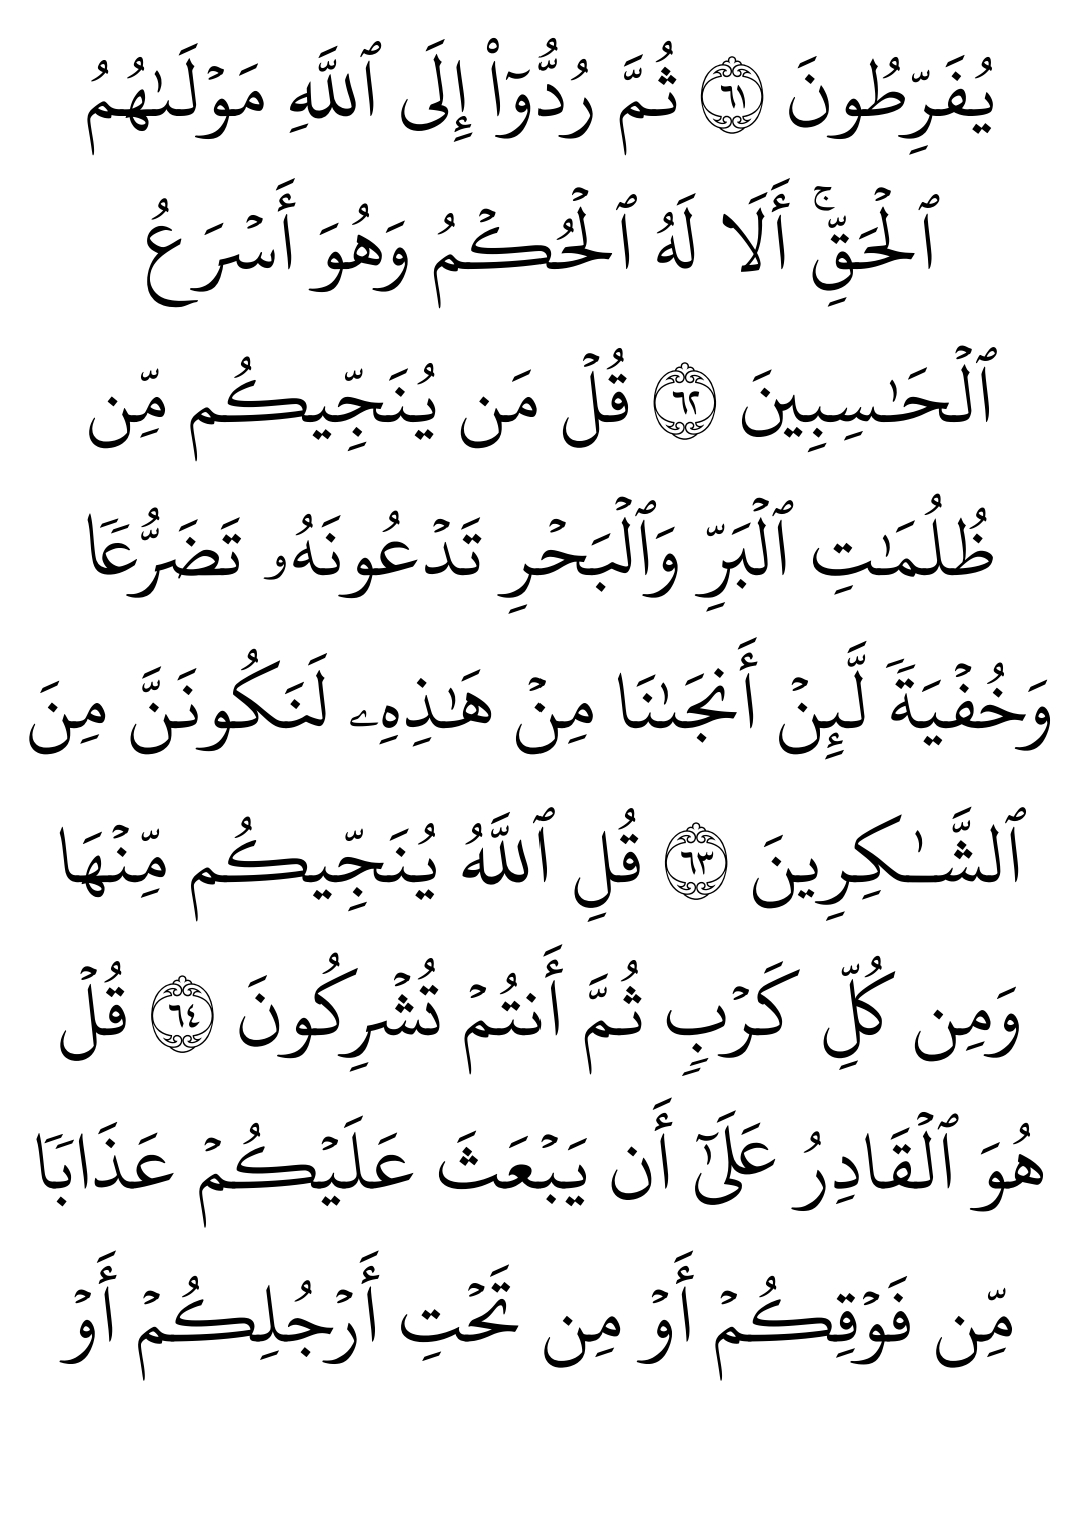 يُفَرِّطُونَ ٦١ ثُمَّ رُدُّوٓا۟ إِلَى ٱللَّهِ مَوْلَىٰهُمُ
ٱلْحَقِّ ۚ أَلَا لَهُ ٱلْحُكْمُ وَهُوَ أَسْرَعُ
ٱلْحَـٰسِبِينَ ٦٢ قُلْ مَن يُنَجِّيكُم مِّن
ظُلُمَـٰتِ ٱلْبَرِّ وَٱلْبَحْرِ تَدْعُونَهُۥ تَضَرُّعًا
وَخُفْيَةً لَّئِنْ أَنجَىٰنَا مِنْ هَـٰذِهِۦ لَنَكُونَنَّ مِنَ
ٱلشَّـٰكِرِينَ ٦٣ قُلِ ٱللَّهُ يُنَجِّيكُم مِّنْهَا
وَمِن كُلِّ كَرْبٍ ثُمَّ أَنتُمْ تُشْرِكُونَ ٦٤ قُلْ
هُوَ ٱلْقَادِرُ عَلَىٰٓ أَن يَبْعَثَ عَلَيْكُمْ عَذَابًا
مِّن فَوْقِكُمْ أَوْ مِن تَحْتِ أَرْجُلِكُمْ أَوْ